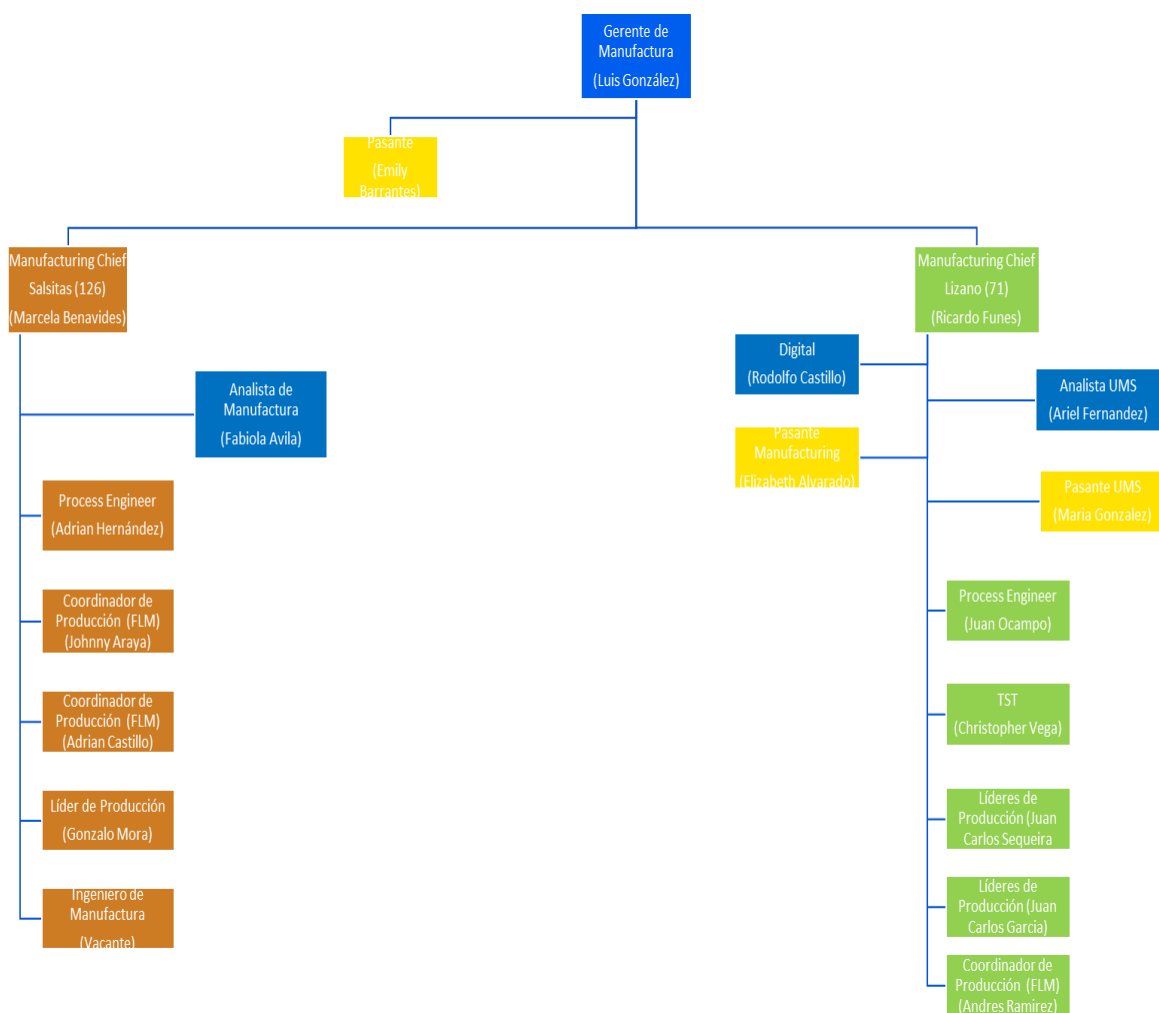 Gerente de
Manufactura
(Luis González)
Pasante
(Emily
Barrantes)
Manufacturing Chief
Salsitas (126)
(Marcela Benavides)
Analista de
Manufactura
(Fabiola Avila)
Process Engineer
(Adrian Hernández)
Coordinador de
Producción (FLM)
(Johnny Araya)
Coordinador de
Producción (FLM)
(Adrian Castillo)
Líder de Producción
(Gonzalo Mora)
Ingeniero de
Manufactura
(Vacante)
Manufacturing Chief
Lizano (71)
(Ricardo Funes)
Digital
(Rodolfo Castillo)
Analista UMS
(Ariel Fernandez)
Pasante
Manufacturing
(Elizabeth Alvarado)
Pasante UMS
(Maria Gonzalez)
Process Engineer
(Juan Ocampo)
TST
(Christopher Vega)
Líderes de
Producción (Juan
Carlos Sequeira
Líderes de
Producción (Juan
Carlos Garcia)
Coordinador de
Producción (FLM)
(Andres Ramirez)